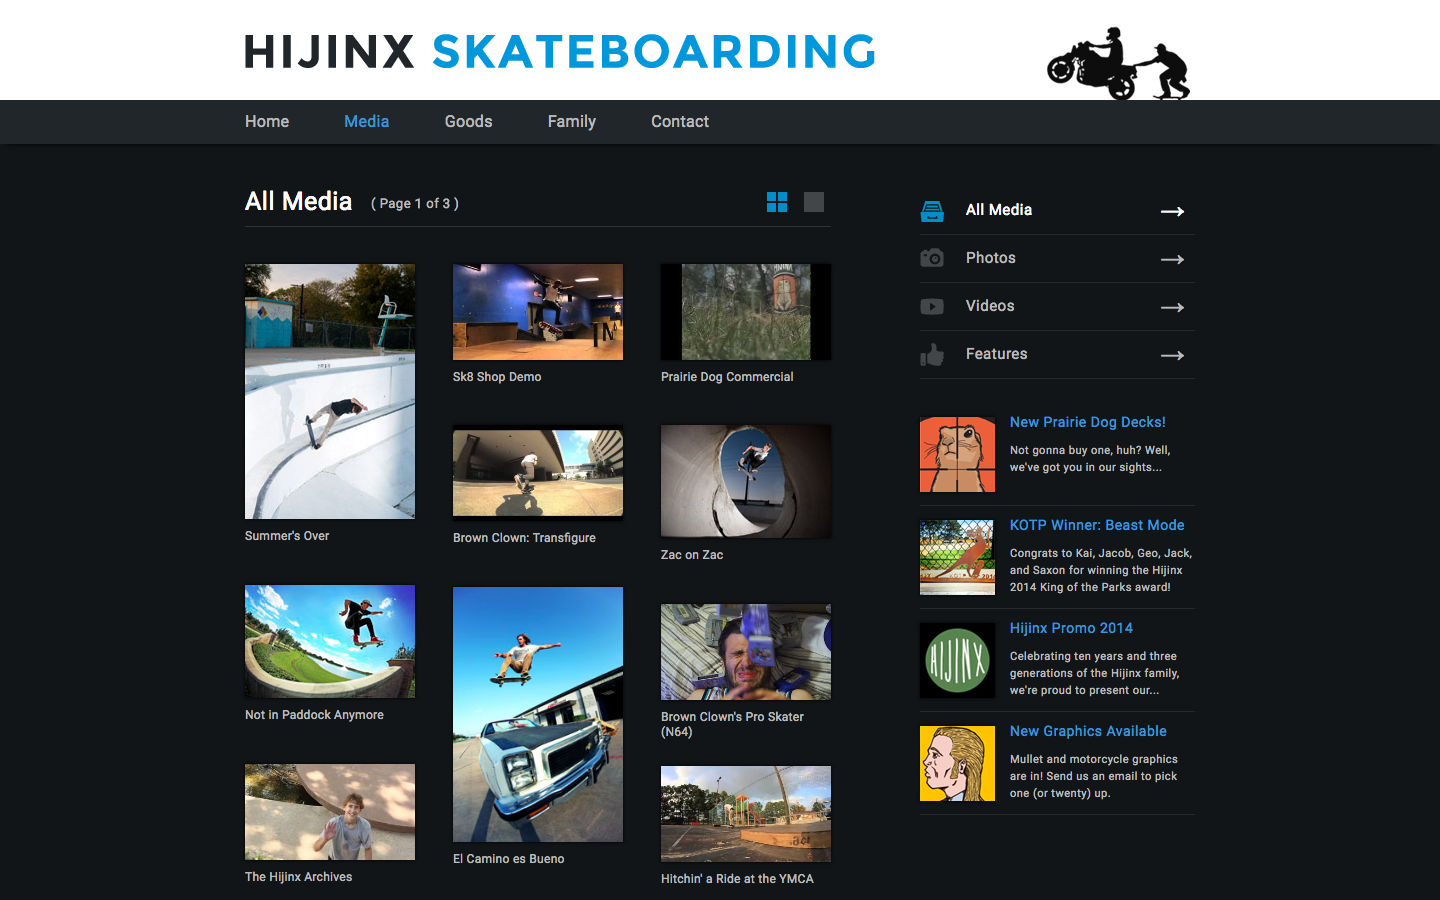 HIJINX SKATEBOARDING
Home Media Goods Family Contact
All Media ( Page 1 of 3 )
Summer's Over
Not in Paddock Anymore
The Hijinx Archives
Sk8 Shop Demo
Brown Clown: Transfigure
El Camino es Bueno
Prairie Dog Commercial
Zac on Zac
Brown Clown's Pro Skater
(N64)
Hitchin' a Ride at the YMCA
All Media
Photos
Videos
Features
New Prairie Dog Decks!
Not gonna buy one, huh? Well,
we've got you in our sights...
KOTP Winner: Beast Mode
Congrats to Kai, Jacob, Geo, Jack,
and Saxon for winning the Hijinx
2014 King of the Parks award!
HIJINX
Hijinx Promo 2014
Celebrating ten years and three
generations of the Hijinx family,
we're proud to present our...
New Graphics Available
Mullet and motorcycle graphics
are in! Send us an email to pick
one (or twenty) up.